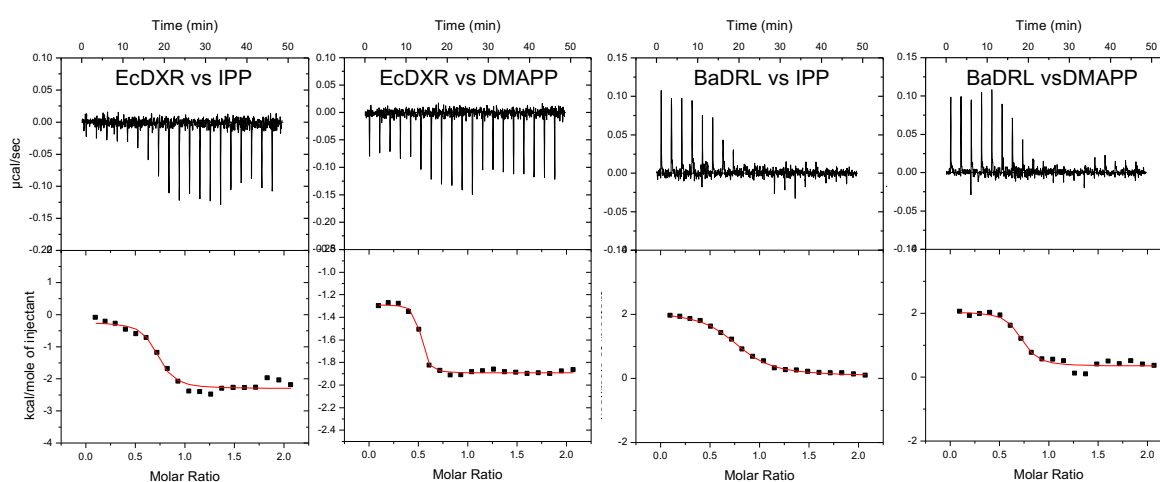 Time (min)
0 10 20 30 40 50
Time (min)
0 10 20 30 40 50
Time (min)
0 10 20 30 40 50
Time (min)
0 10 20 30 40 50
µcal/sec
0.10
0.05
0.00
-0.05
-0.10
-0.15
EcDXR vs IPP
0.10
0.05
0.00
-0.05
-0.10
-0.15
-0.20
EcDXR vs DMAPP
0.15
0.10
0.05
0.00
-0.05
BaDRL vs IPP
0.15
0.10
0.05
0.00
-0.05
BaDRL vsDMAPP
kcal/mole of injectant
1
0
-1
-2
-3
-4
0.0 0.5 1.0 1.5 2.0
Molar Ratio
-1.0
-1.2
-1.4
-1.6
-1.8
-2.0
-2.2
-2.4
-2.6
0.0 0.5 1.0 1.5 2.0
Molar Ratio
2
0
-2
0.0 0.5 1.0 1.5 2.0
Molar Ratio
2
0
-2
0.0 0.5 1.0 1.5 2.0
Molar Ratio